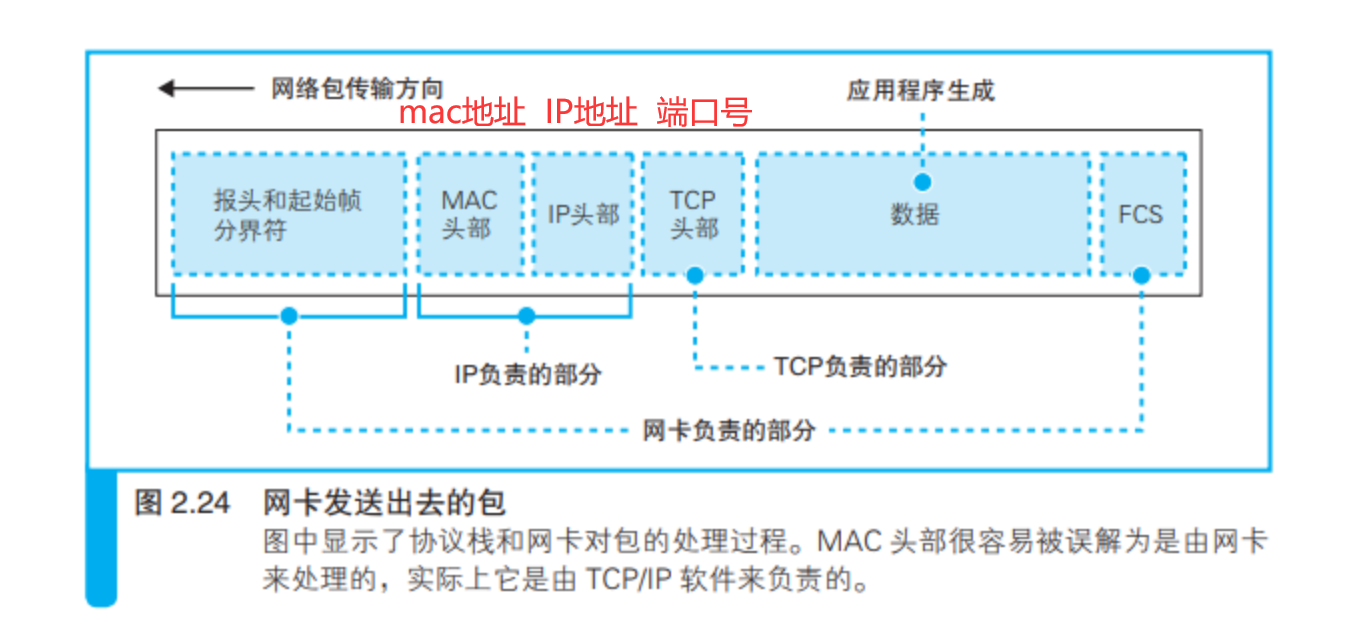 网络包传输方向
应用程序生成
mac地址 IP地址 端口号
报头和起始帧
分界符
MAC
头部
IP头部
TCP
头部
数据
FCS
IP负责的部分
TCP负责的部分
网卡负责的部分
图 2.24 网卡发送出去的包
图中显示了协议栈和网卡对包的处理过程。MAC 头部很容易被误解为是由网卡
来处理的，实际上它是由 TCP/IP 软件来负责的。